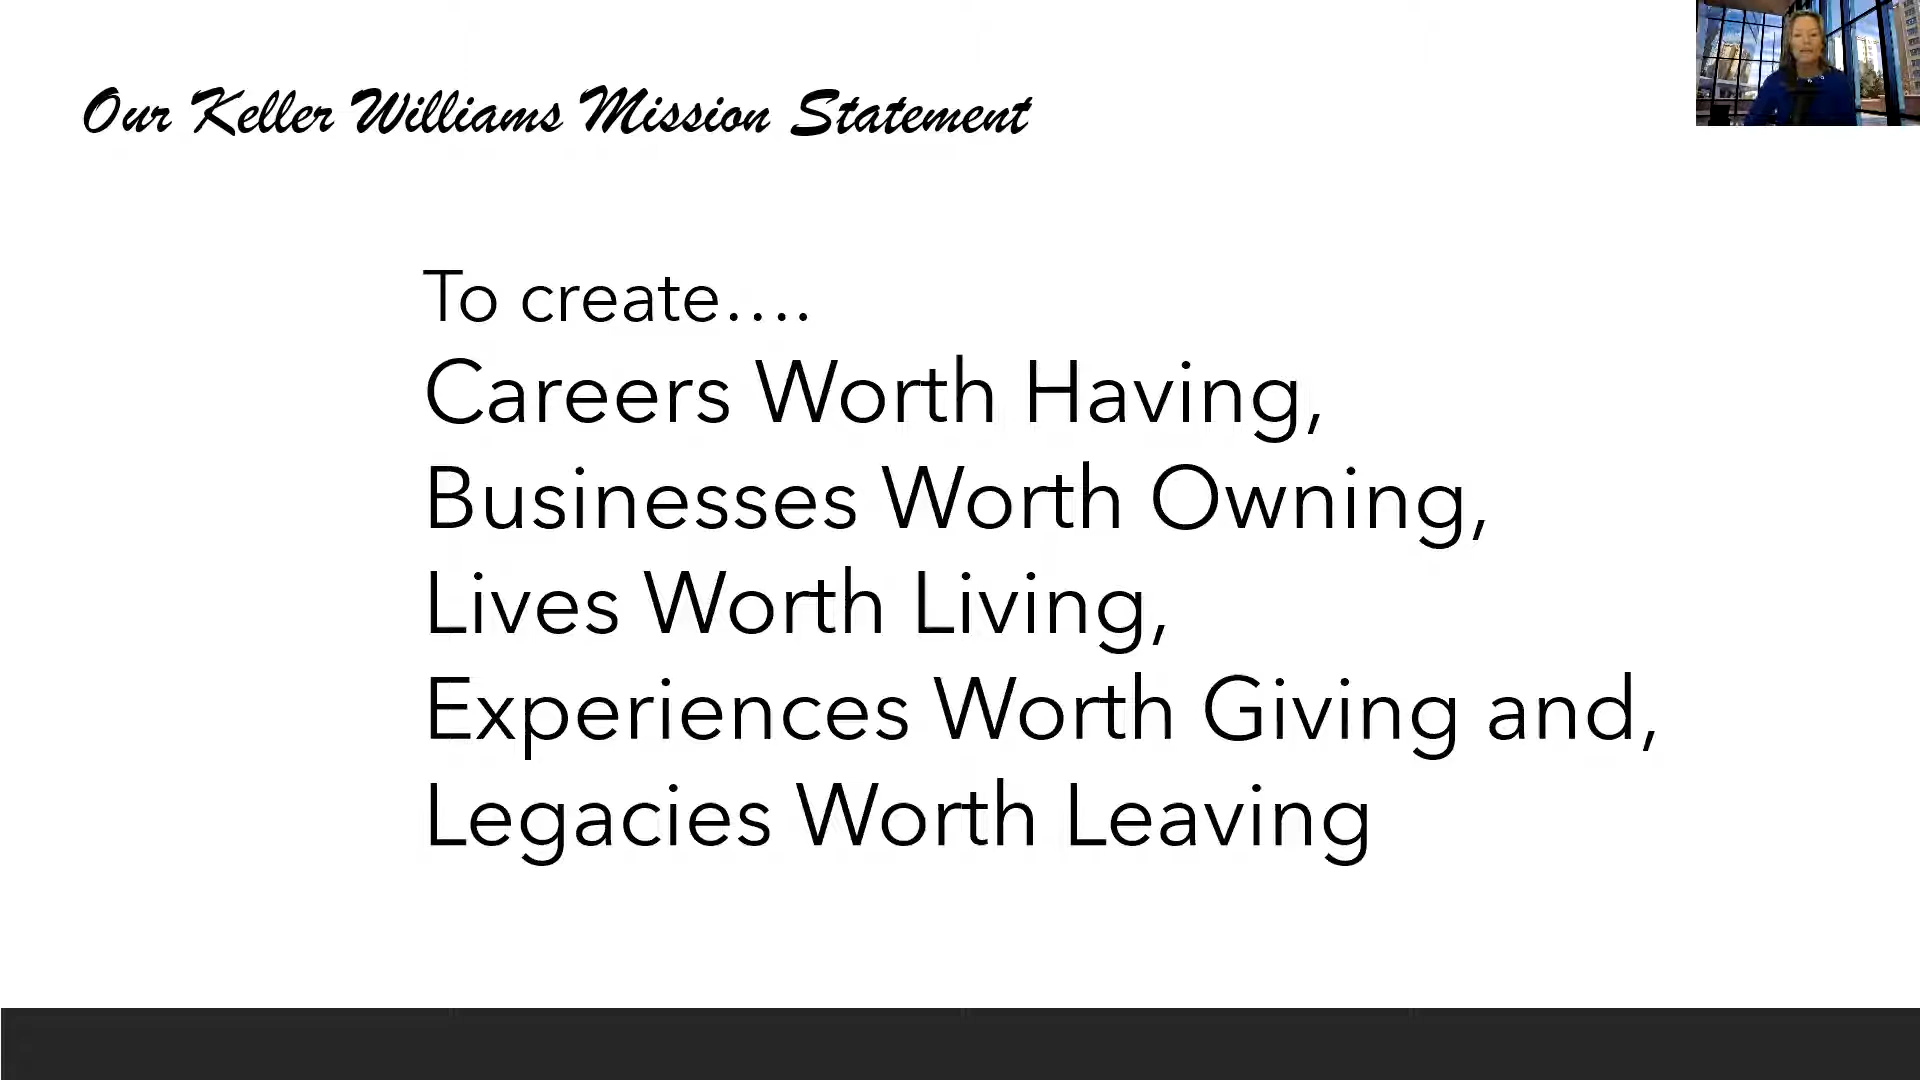 Our Keller Williams Mission Statement
To create....
Careers Worth Having,
Businesses Worth Owning,
Lives Worth Living,
Experiences Worth Giving and,
Legacies Worth Leaving